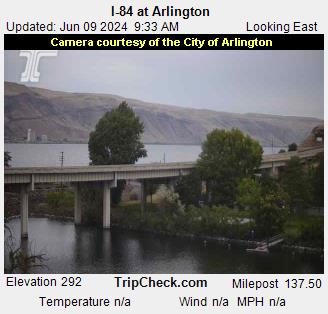 I-84 at Arlington
Updated: Jun 09 2024 9:33 AM Looking East
Camera courtesy of the City of Arlington
Elevation 292 TripCheck.com Milepost 137.50
Temperature n/a Wind n/a MPH n/a